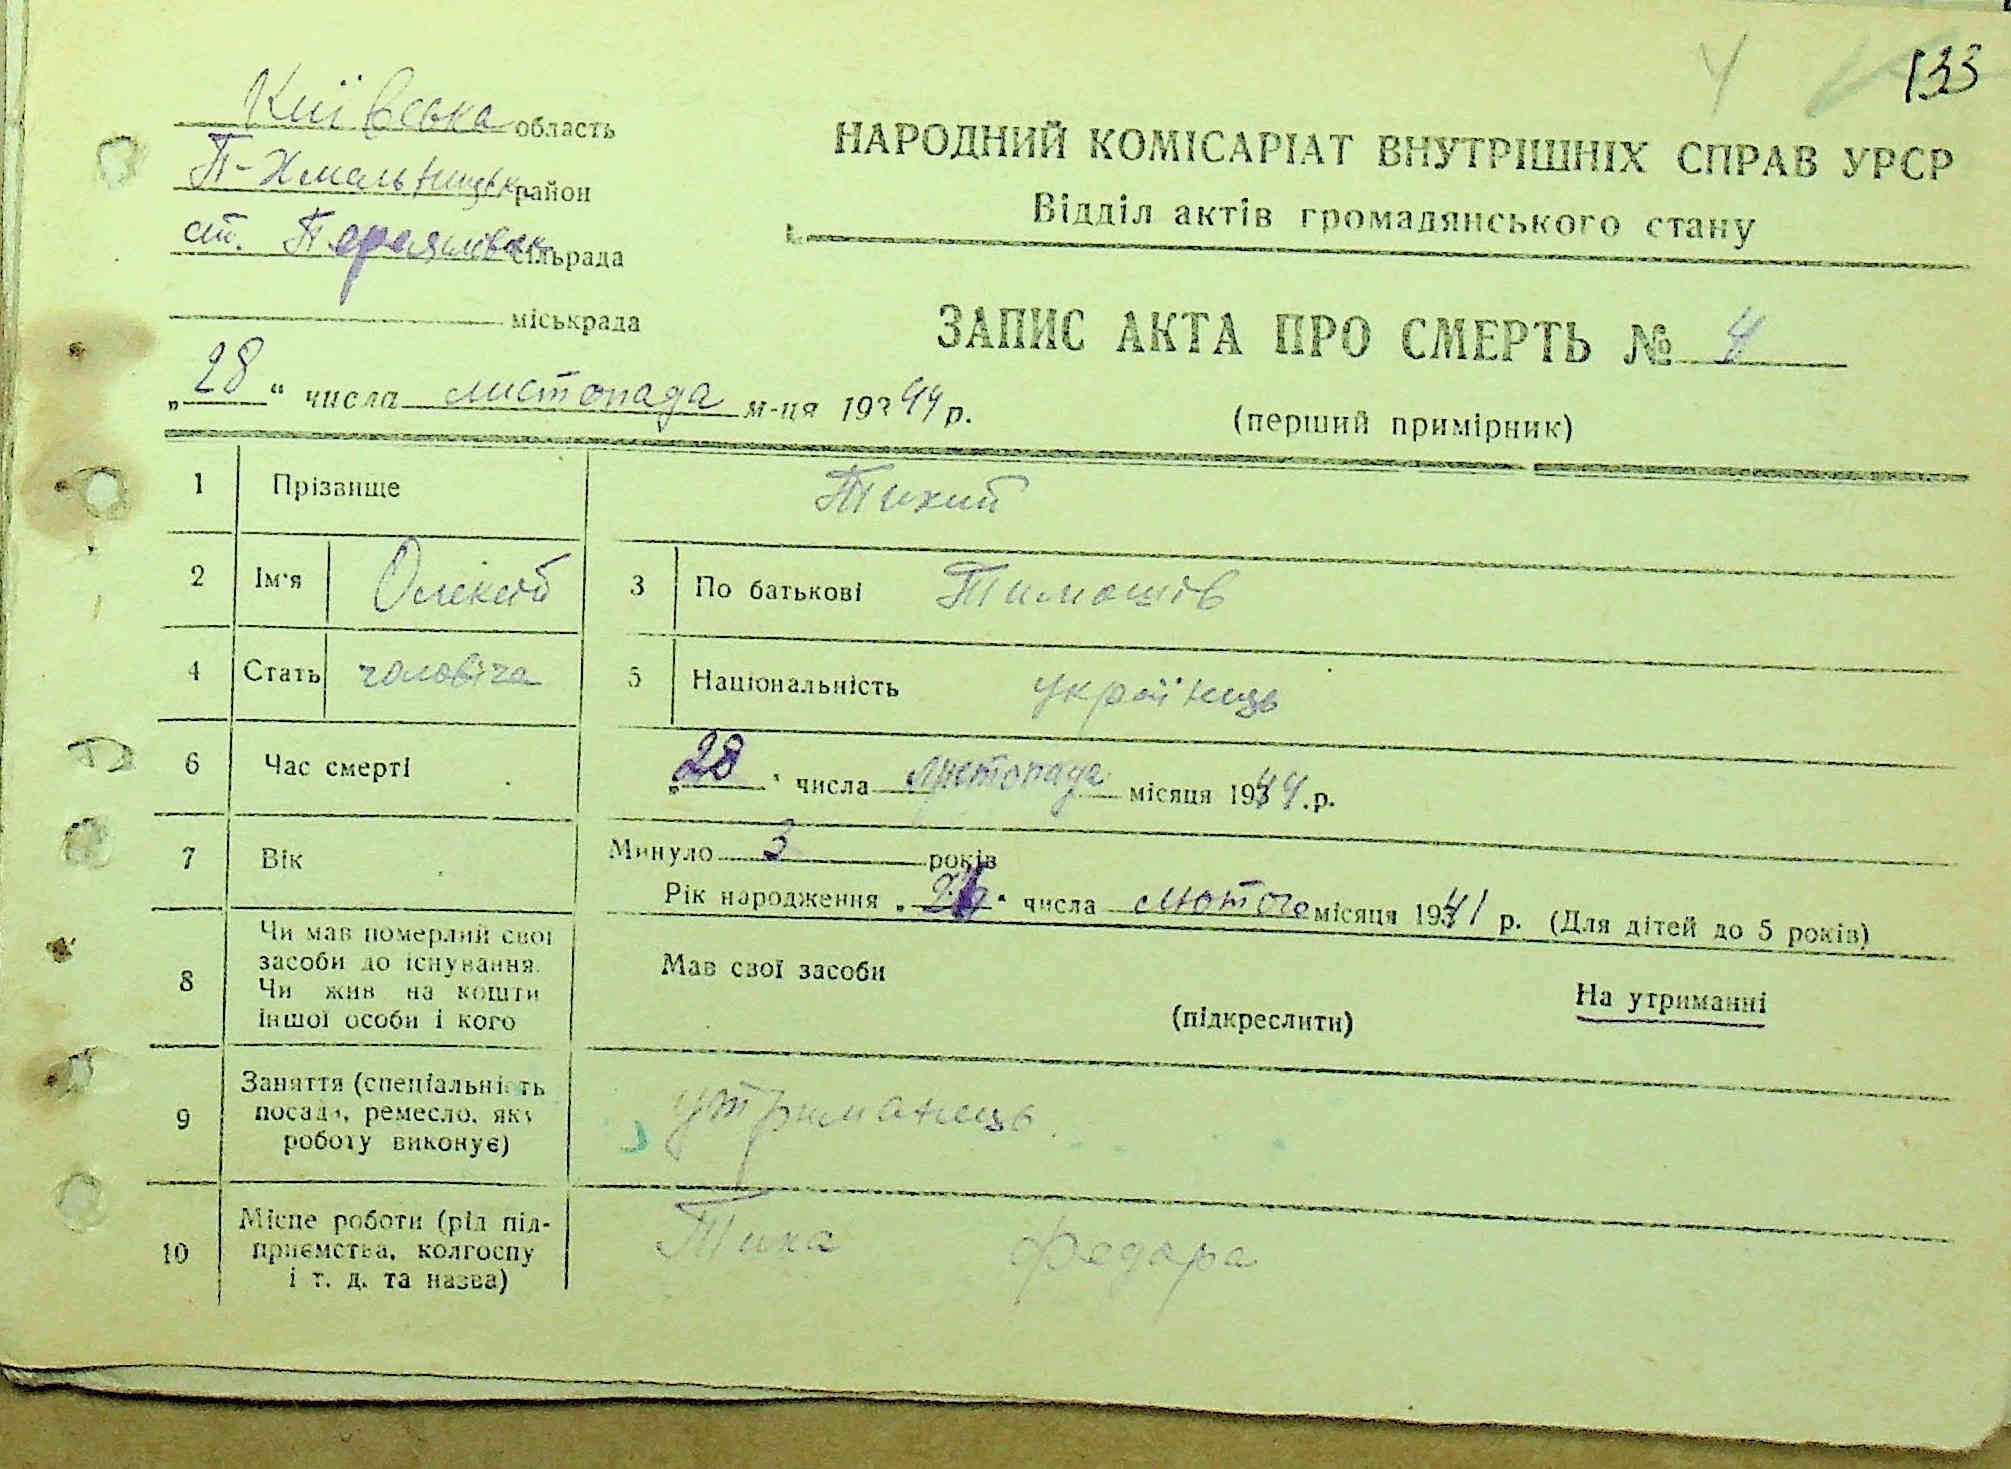 133
4
Київська область
П-Хмельницьк район
ст. Переяслівськ сільрада
міськрада
НАРОДНИЙ КОМІСАРІАТ ВНУТРІШНІХ СПРАВ УРСР
Відділ актів громадянського стану
ЗАПИС АКТА ПРО СМЕРТЬ № 4
(перший примірник)
„28“ числа листопада м-ця 1944 р.
1 Прізвище Тихий
2 Ім'я Олексій 3 По батькові Тимошів
4 Стать чоловіча 5 Національність українець
6 Час смерті „28“ числа листопада місяця 1944 р.
7 Вік Минуло 3 років
Рік народження „ “ числа лютого місяця 1941 р. (Для дітей до 5 років)
8 Чи мав померлий свої засоби до існування. Чи жив на кошти іншої особи і кого
Мав свої засоби (підкреслити) На утриманні
9 Заняття (спеціальність посада, ремесло, яку роботу виконує) утриманець
10 Місце роботи (рід підприємства, колгоспу і т. д. та назва) Тиха Федора